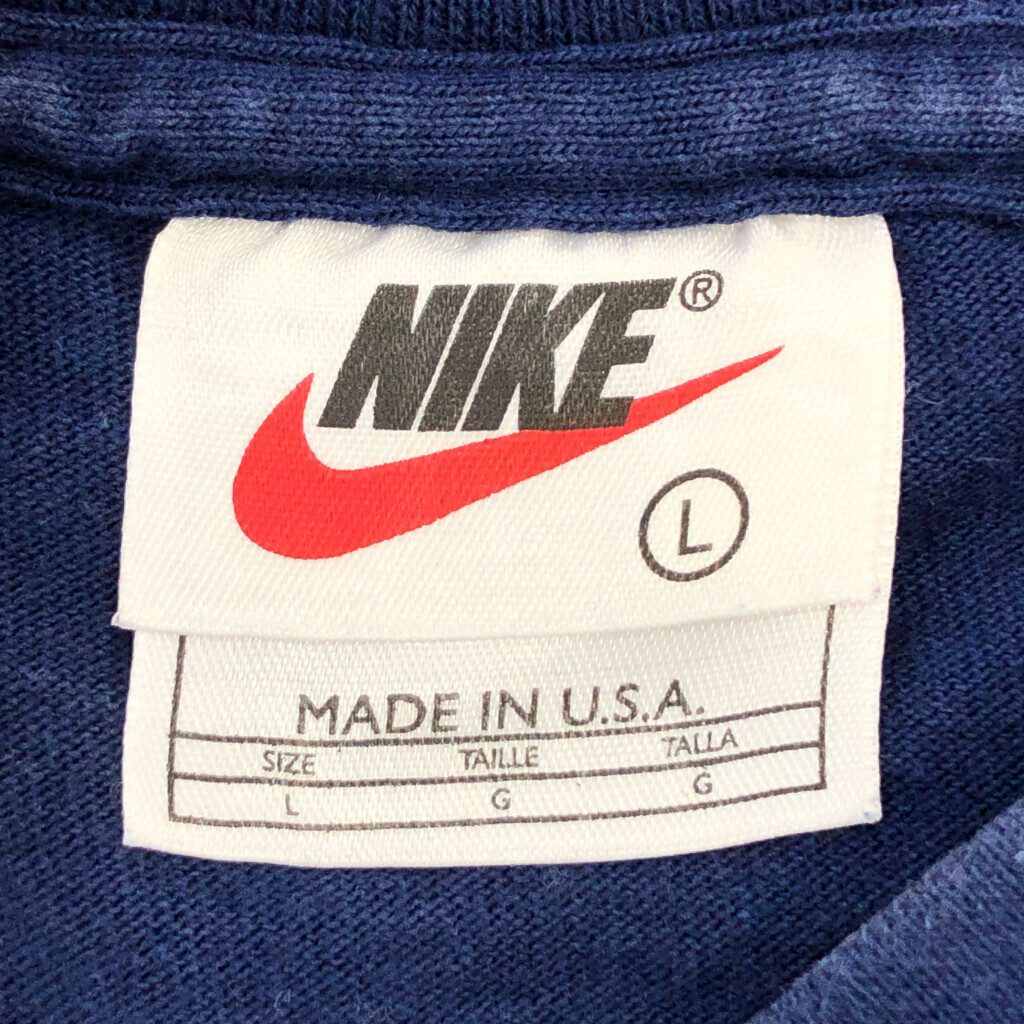 NIKE®
L
MADE IN U.S.A.
SIZE TAILLE TALLA
L G G